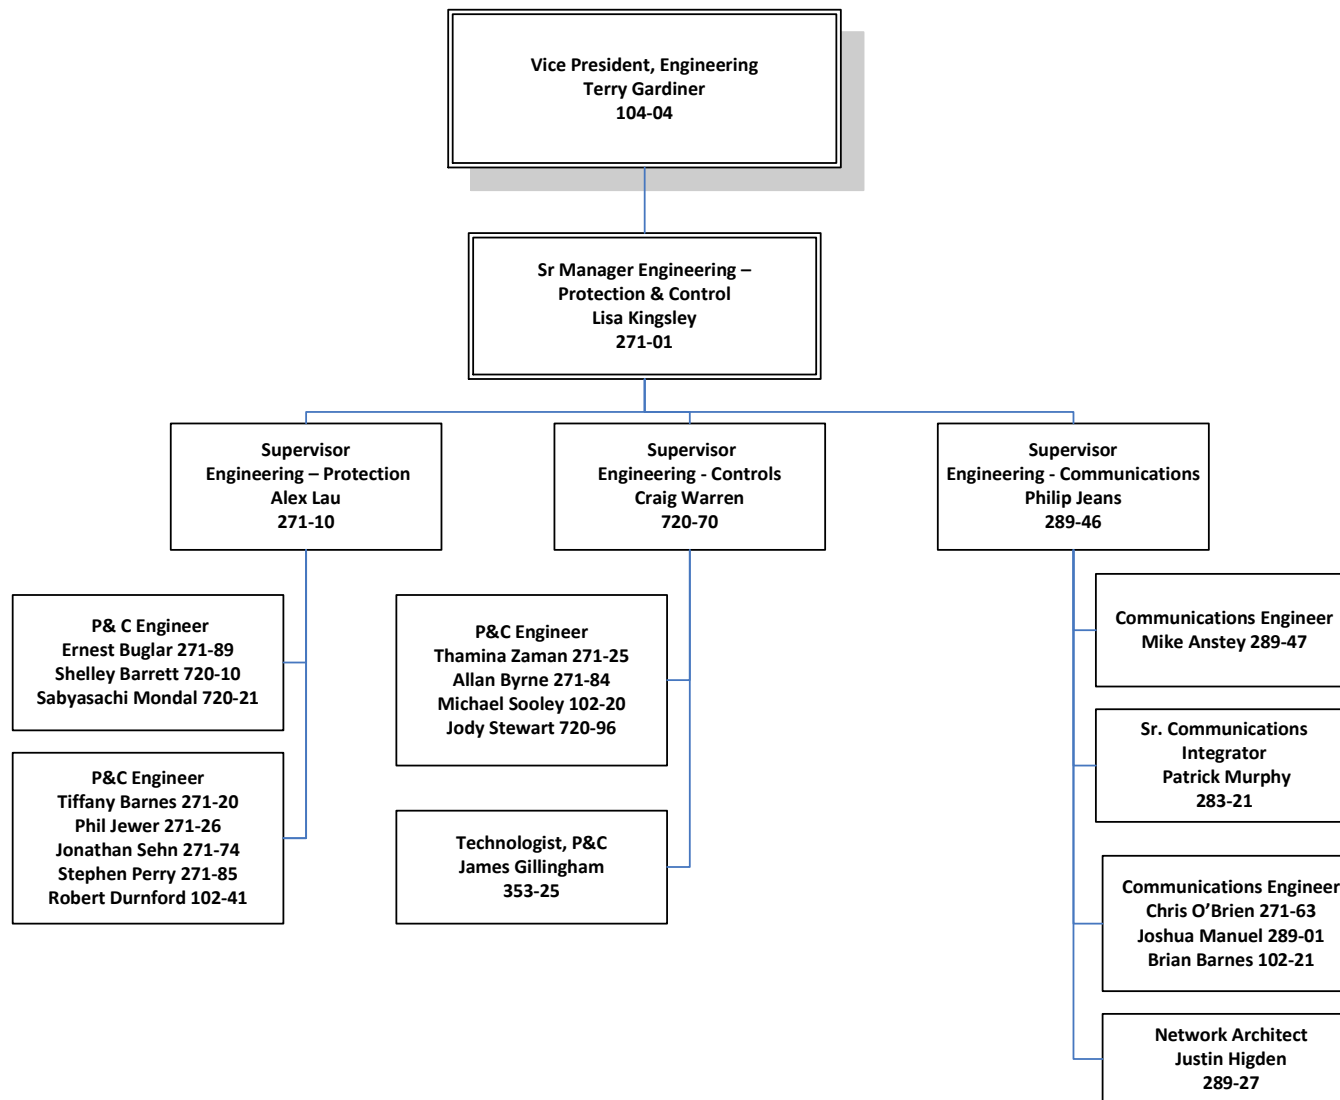 Vice President, Engineering
Terry Gardiner
104-04
Sr Manager Engineering –
Protection & Control
Lisa Kingsley
271-01
Supervisor
Engineering – Protection
Alex Lau
271-10
Supervisor
Engineering - Controls
Craig Warren
720-70
Supervisor
Engineering - Communications
Philip Jeans
289-46
P& C Engineer
Ernest Buglar 271-89
Shelley Barrett 720-10
Sabyasachi Mondal 720-21
P&C Engineer
Tiffany Barnes 271-20
Phil Jewer 271-26
Jonathan Sehn 271-74
Stephen Perry 271-85
Robert Durnford 102-41
P&C Engineer
Thamina Zaman 271-25
Allan Byrne 271-84
Michael Sooley 102-20
Jody Stewart 720-96
Technologist, P&C
James Gillingham
353-25
Communications Engineer
Mike Anstey 289-47
Sr. Communications
Integrator
Patrick Murphy
283-21
Communications Engineer
Chris O’Brien 271-63
Joshua Manuel 289-01
Brian Barnes 102-21
Network Architect
Justin Higden
289-27